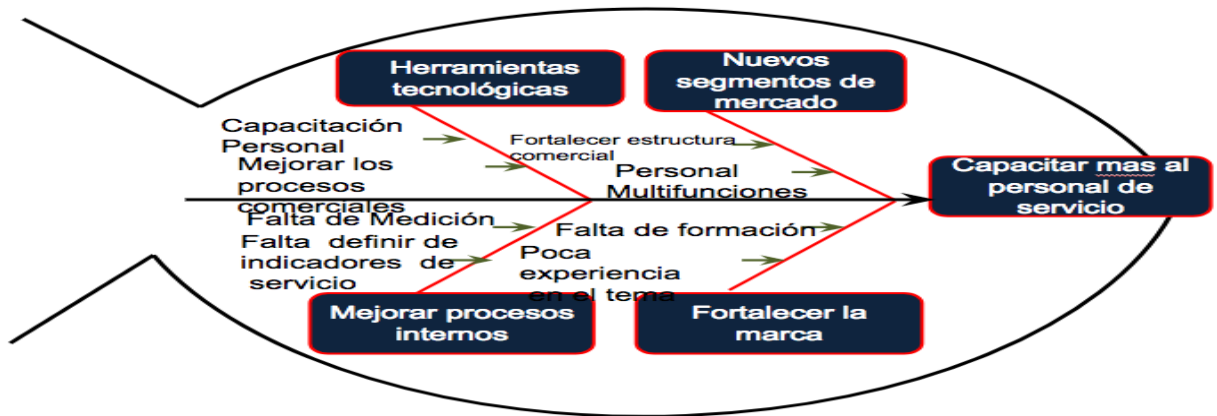 Herramientas
tecnológicas
Nuevos
segmentos de
mercado
Capacitación
Personal
Mejorar los
procesos
comerciales
Fortalecer estructura
comercial
Personal
Multifunciones
Capacitar mas al
personal de
servicio
Falta de Medición
Falta definir de
indicadores de
servicio
Falta de formación
Poca
experiencia
en el tema
Mejorar procesos
internos
Fortalecer la
marca